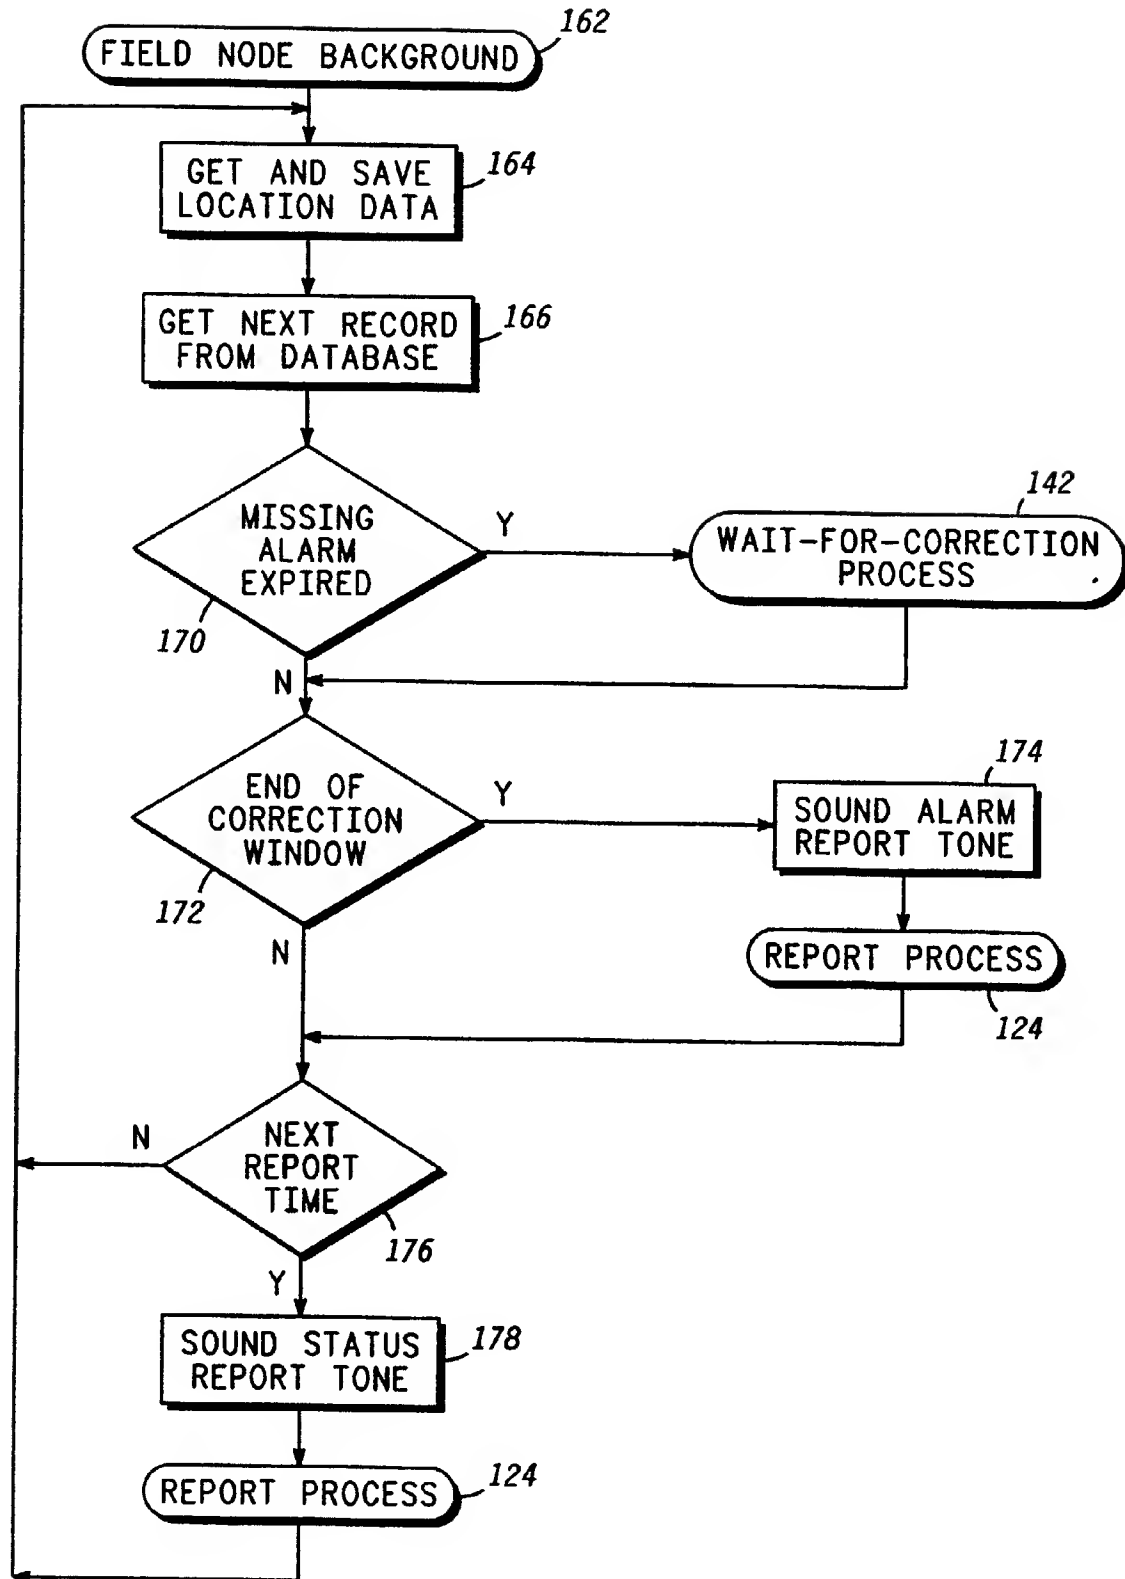 162
FIELD NODE BACKGROUND
164
GET AND SAVE
LOCATION DATA
166
GET NEXT RECORD
FROM DATABASE
MISSING
ALARM
EXPIRED
170
Y
N
142
WAIT-FOR-CORRECTION
PROCESS
END OF
CORRECTION
WINDOW
172
Y
N
174
SOUND ALARM
REPORT TONE
REPORT PROCESS
124
NEXT
REPORT
TIME
176
N
Y
SOUND STATUS
REPORT TONE
178
REPORT PROCESS
124